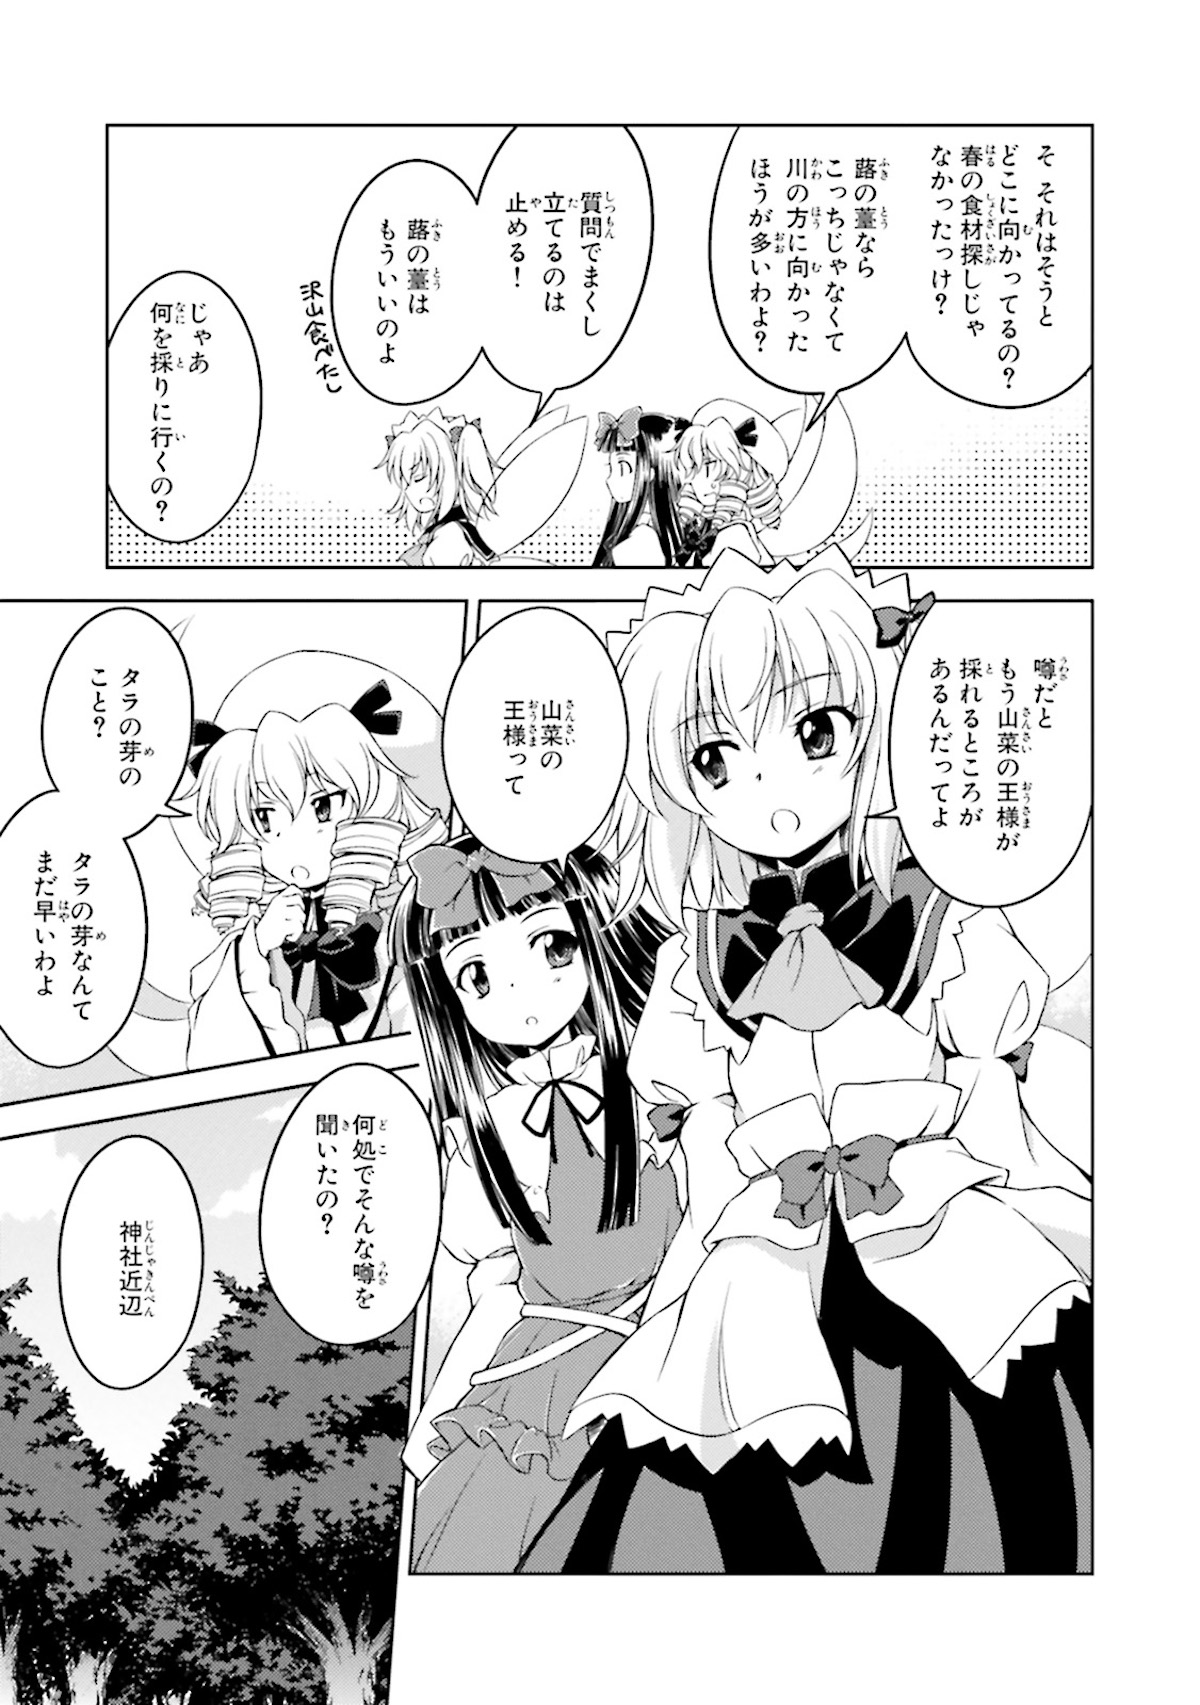 そ それはそうと
どこに向かってるの？
春の食材探しじゃ
なかったっけ？
蕗の薹なら
こっちじゃなくて
川の方に向かった
ほうが多いわよ？
質問でまくし
立てるのは
止める！
蕗の薹は
もういいのよ
沢山食べたし
じゃあ
何を採りに行くの？
噂だと
もう山菜の王様が
採れるところが
あるんだってよ
山菜の
王様って
タラの芽の
こと？
タラの芽なんて
まだ早いわよ
何処でそんな噂を
聞いたの？
神社近辺